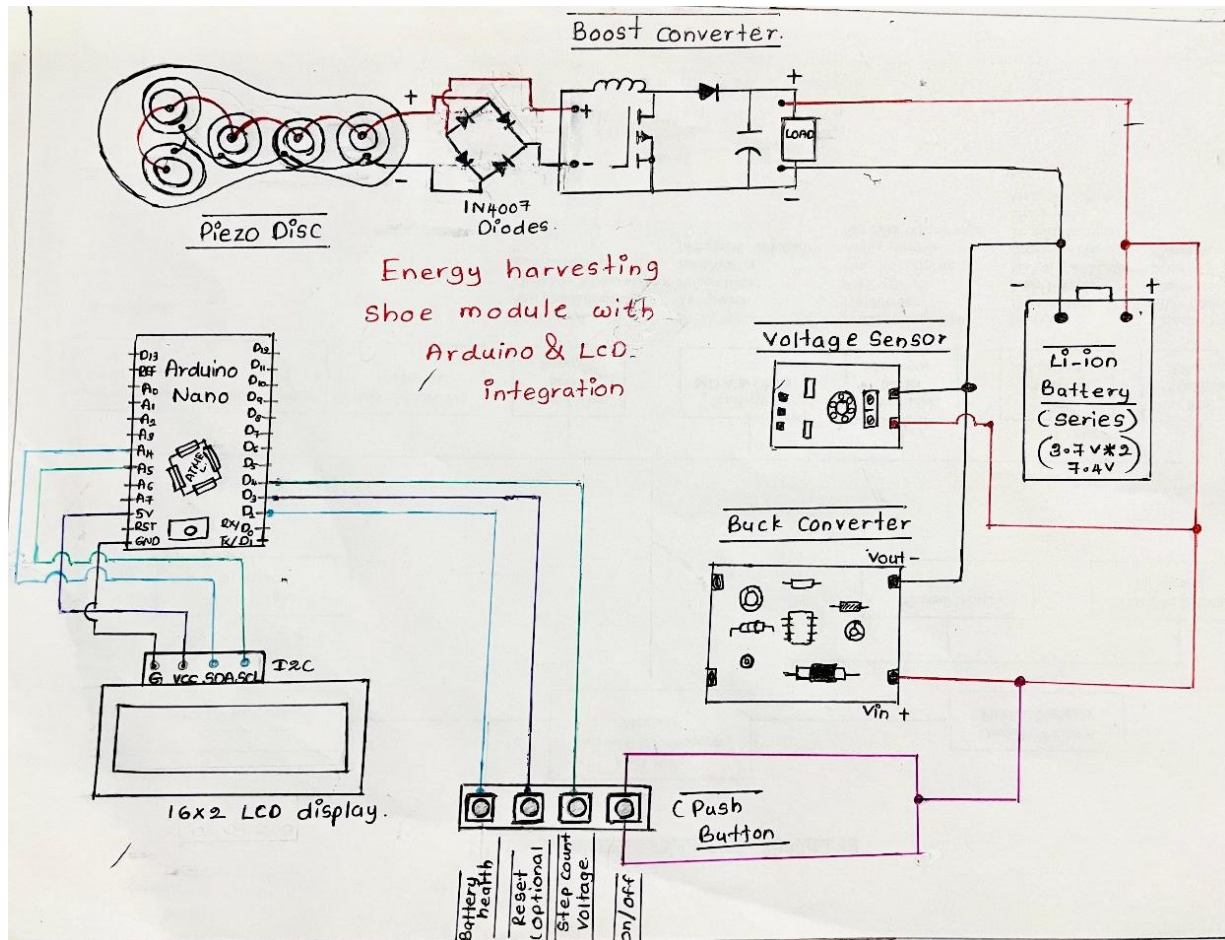 Boost Converter.
+
-
+
-
+
-
LOAD
Piezo Disc
1N4007
Diodes.
Energy harvesting
Shoe module with
Arduino & LCD
integration
Voltage Sensor
-
+
Li-ion
Battery
(Series)
(3.7V*2)
7.4V
Arduino
Nano
ATMEL
D13
REF
A0
A1
A2
A3
A4
A5
A6
A7
5V
RST
GND
D12
D11
D10
D9
D8
D7
D6
D5
D4
D3
D2
RX/D0
TX/D1
Buck Converter
Vout -
Vin +
G VCC SDA SCL
I2C
16x2 LCD display.
(Push
Button
Battery
health
Reset
(optional
Step count
Voltage
on/off